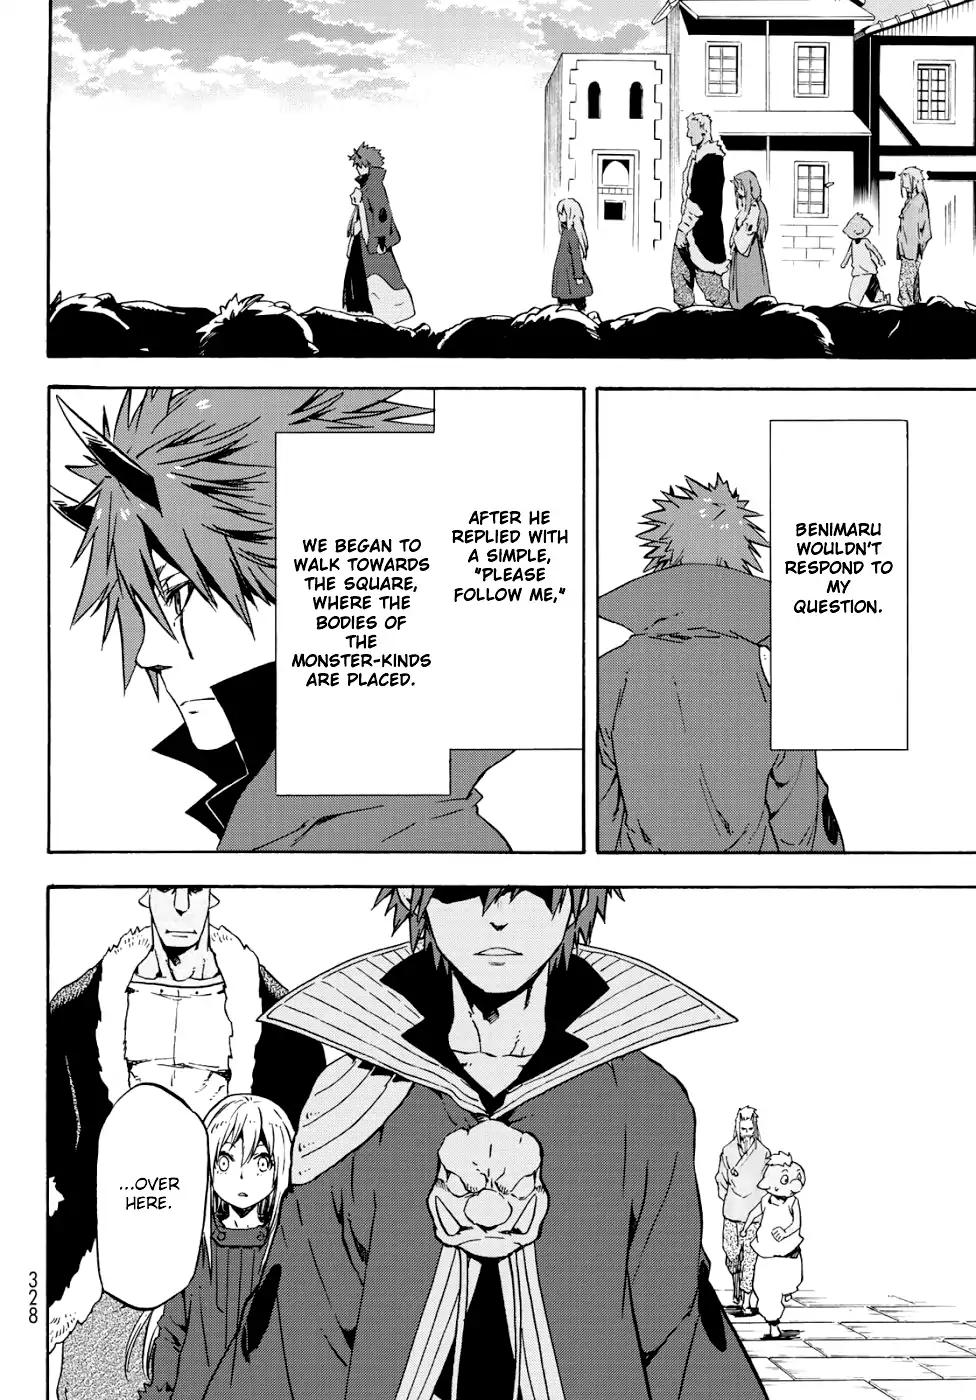 BENIMARU
WOULDN'T
RESPOND TO
MY
QUESTION.
AFTER HE
REPLIED WITH
A SIMPLE,
"PLEASE
FOLLOW ME,"
WE BEGAN TO
WALK TOWARDS
THE SQUARE,
WHERE THE
BODIES OF
THE
MONSTER-KINDS
ARE PLACED.
...OVER
HERE.
328